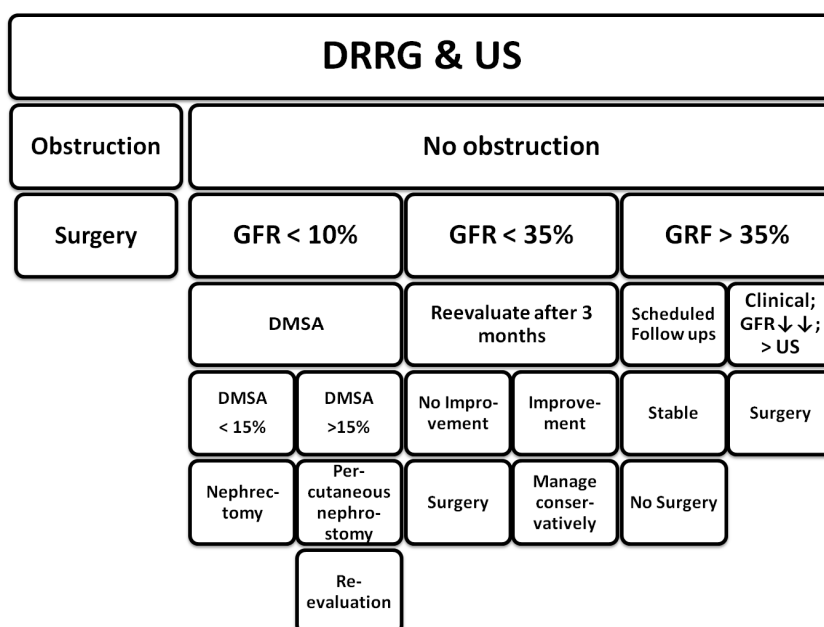 DRRG & US
Obstruction
No obstruction
Surgery
GFR < 10%
GFR < 35%
GRF > 35%
DMSA
Reevaluate after 3
months
Scheduled
Follow ups
Clinical;
GFR↓ ↓;
> US
DMSA
< 15%
DMSA
>15%
No Impro-
vement
Improve-
ment
Stable
Surgery
Nephrec-
tomy
Per-
cutaneous
nephro-
stomy
Surgery
Manage
conser-
vatively
No Surgery
Re-
evaluation